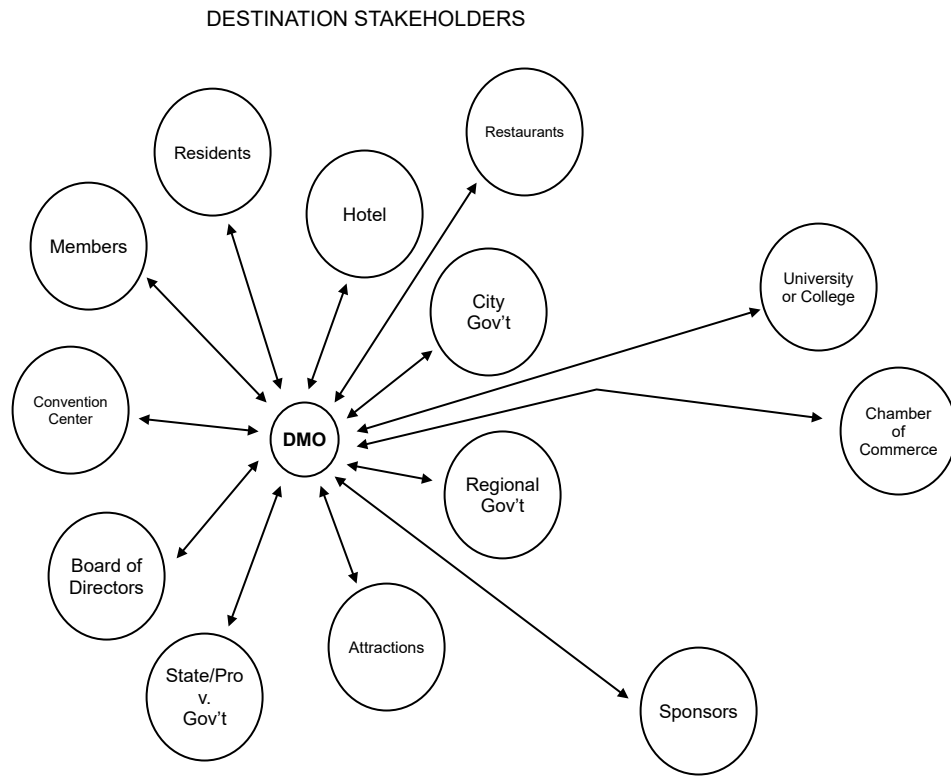 DESTINATION STAKEHOLDERS
Restaurants
Residents
Hotel
Members
University
or College
City
Gov’t
Convention
Center
Chamber
of
Commerce
DMO
Regional
Gov’t
Board of
Directors
Attractions
State/Pro
v.
Gov’t
Sponsors